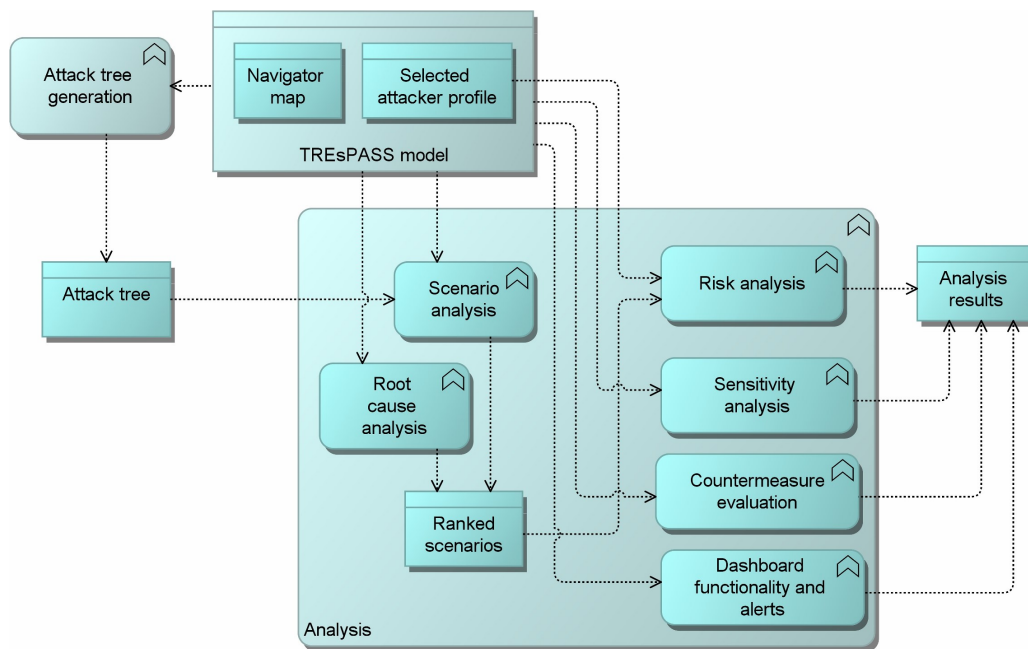 Attack tree
generation
Navigator
map
Selected
attacker profile
TREsPASS model
Attack tree
Scenario
analysis
Root
cause
analysis
Ranked
scenarios
Risk analysis
Sensitivity
analysis
Countermeasure
evaluation
Dashboard
functionality and
alerts
Analysis
Analysis
results